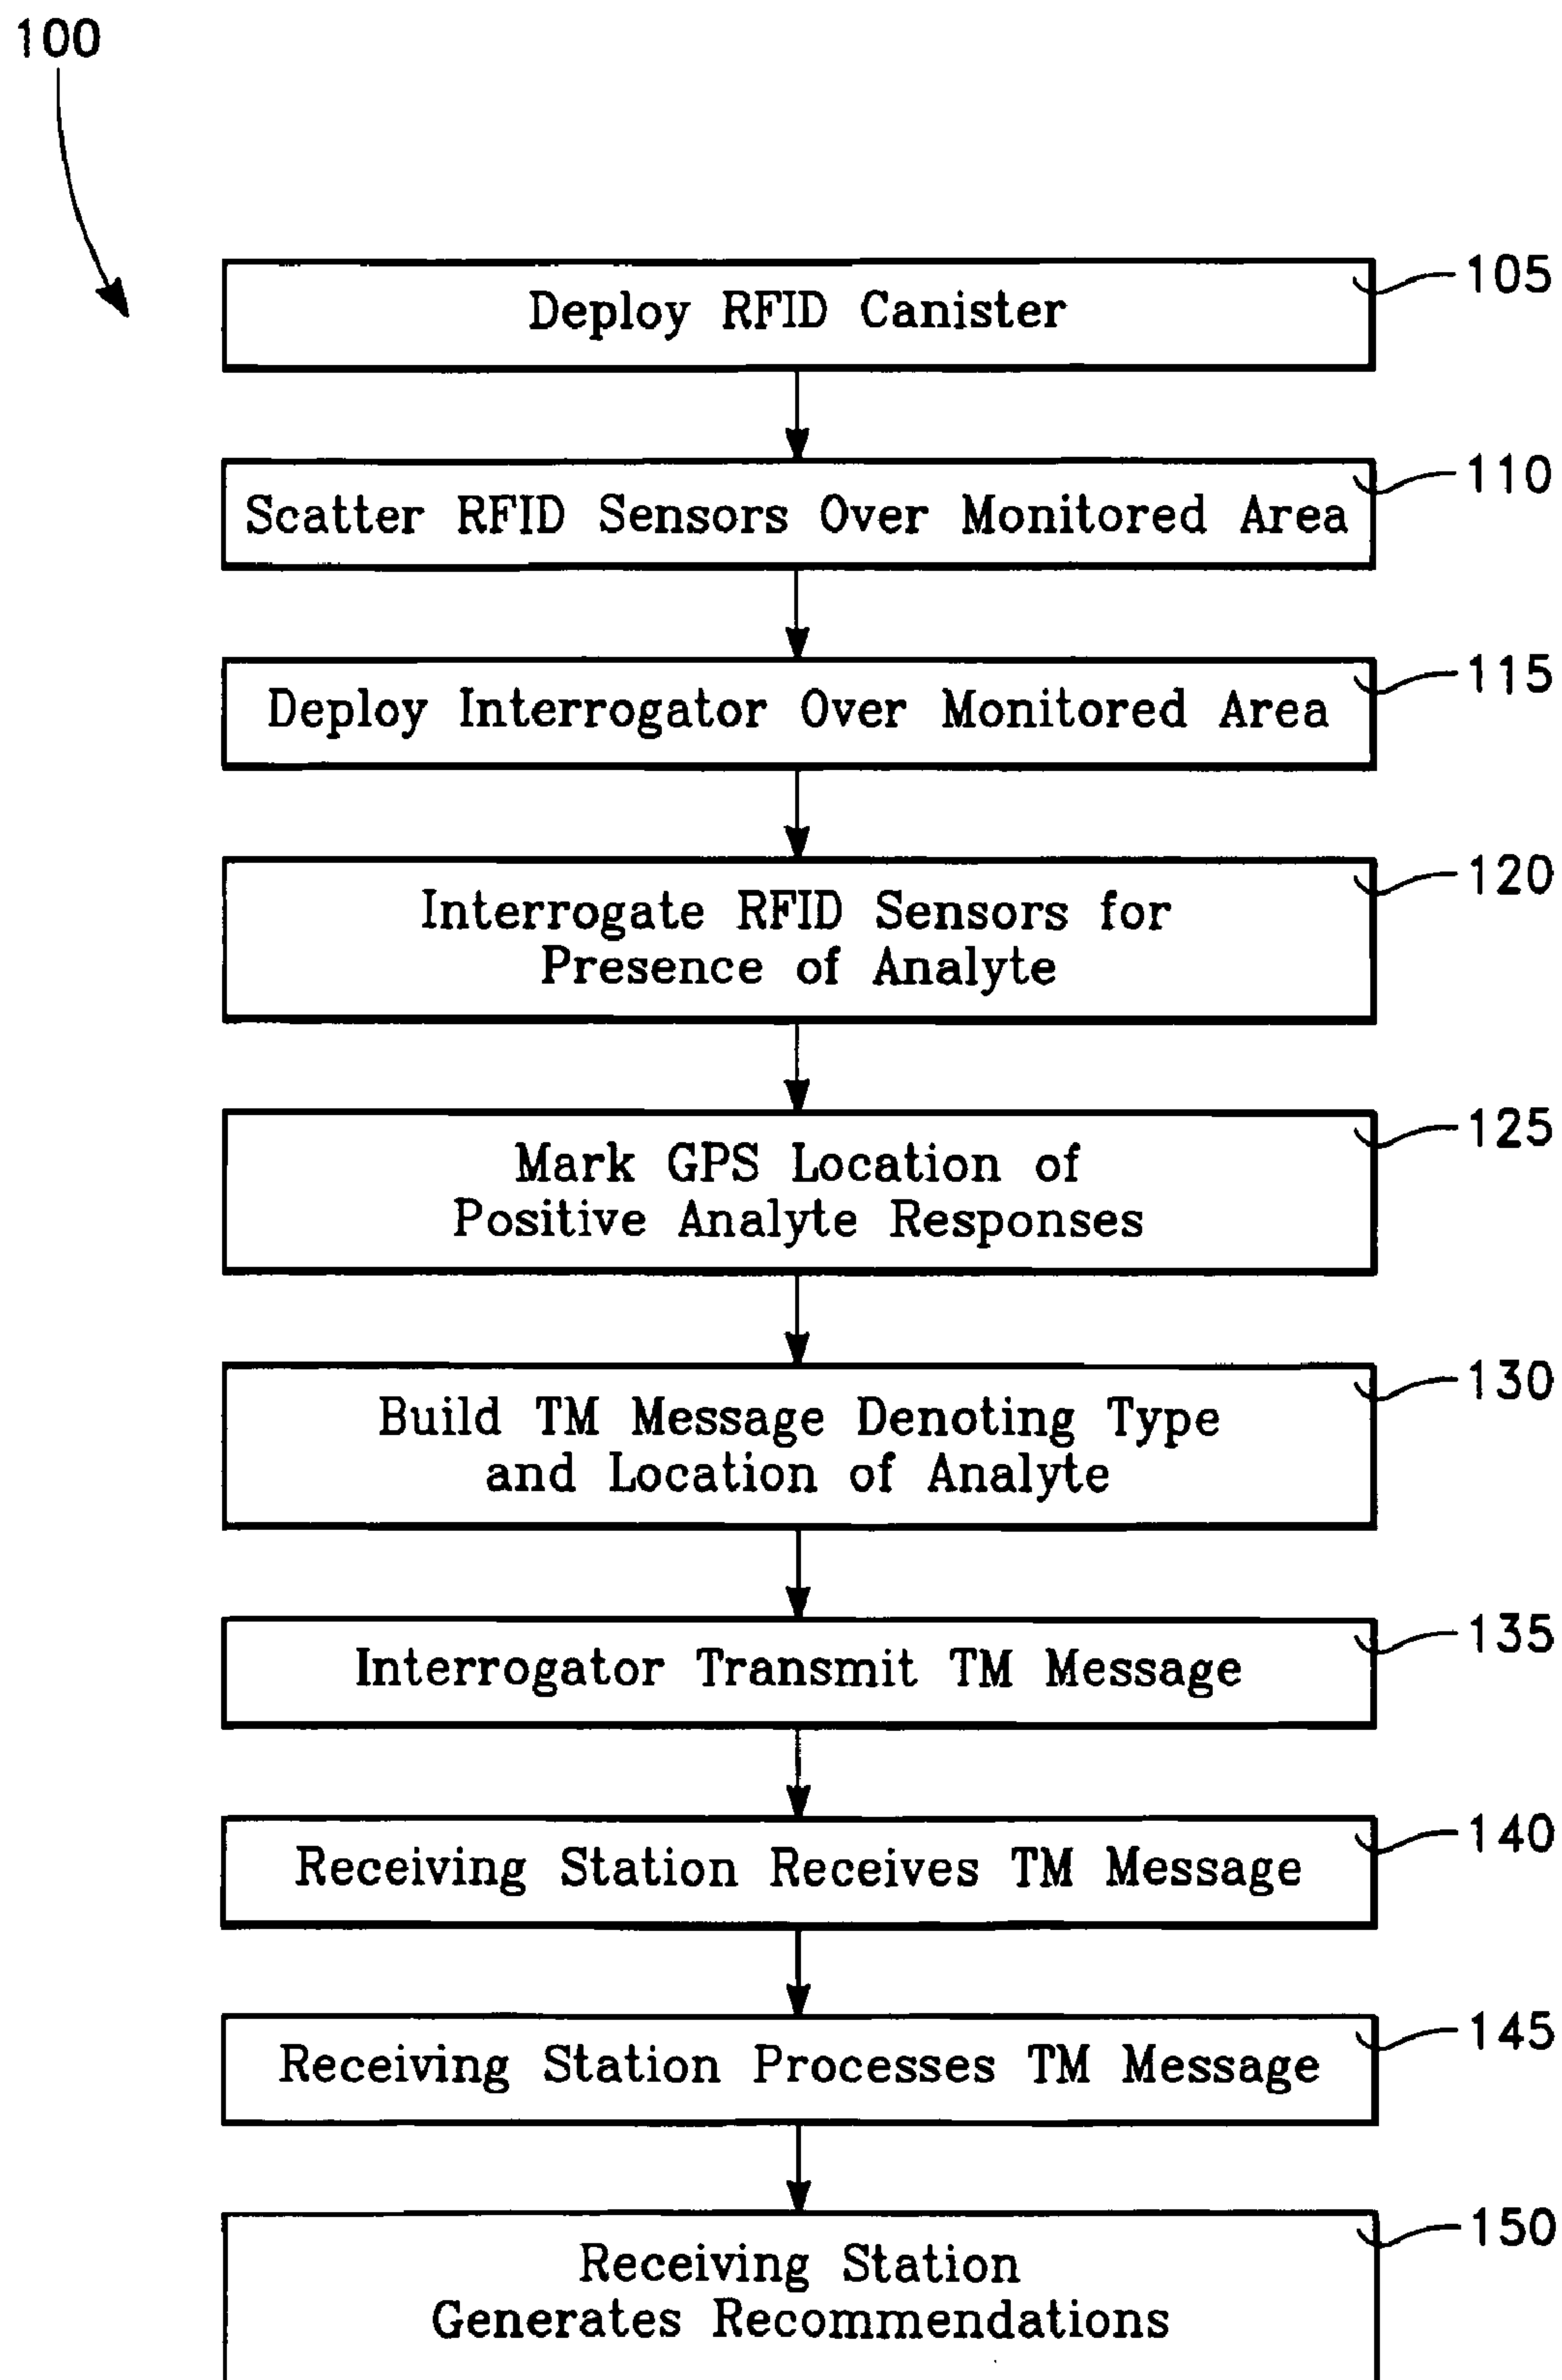 100
Deploy RFID Canister
105
Scatter RFID Sensors Over Monitored Area
110
Deploy Interrogator Over Monitored Area
115
Interrogate RFID Sensors for
Presence of Analyte
120
Mark GPS Location of
Positive Analyte Responses
125
Build TM Message Denoting Type
and Location of Analyte
130
Interrogator Transmit TM Message
135
Receiving Station Receives TM Message
140
Receiving Station Processes TM Message
145
Receiving Station
Generates Recommendations
150